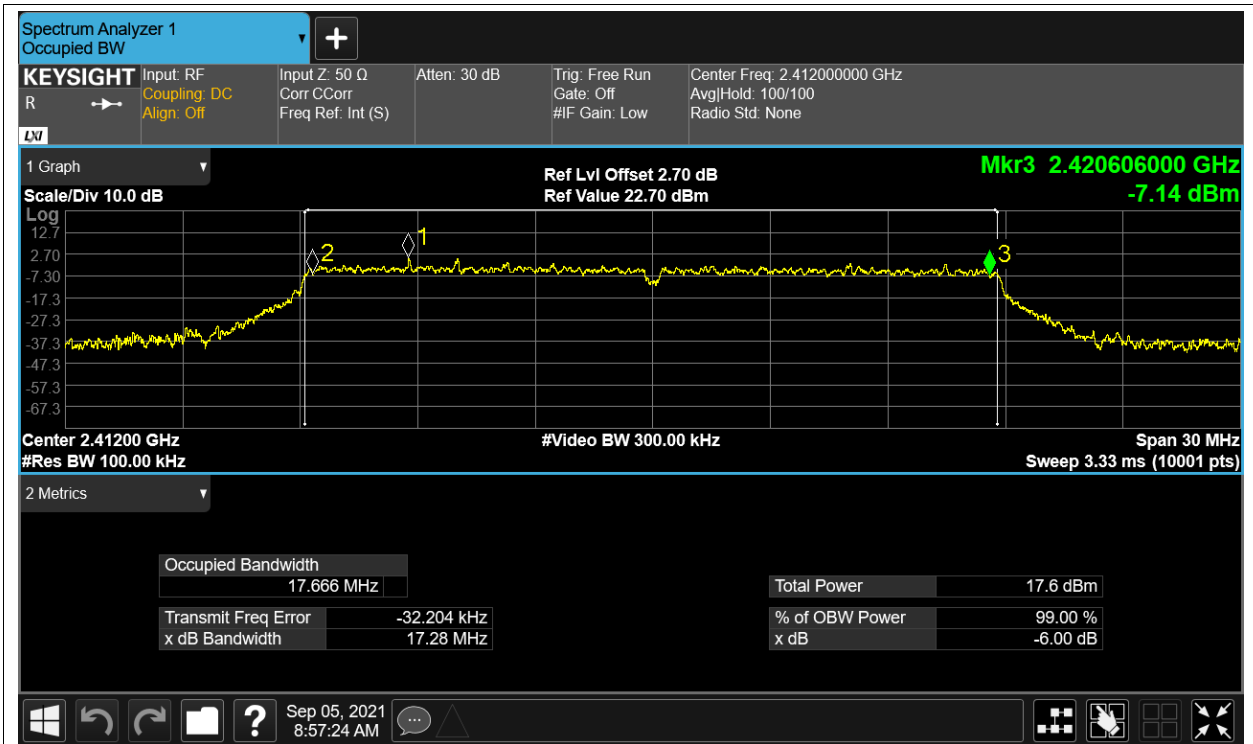 Spectrum Analyzer 1
Occupied BW
KEYSIGHT
R
LXI
Input: RF
Coupling: DC
Align: Off
Input Z: 50 Ω
Corr CCorr
Freq Ref: Int (S)
Atten: 30 dB
Trig: Free Run
Gate: Off
#IF Gain: Low
Center Freq: 2.412000000 GHz
Avg|Hold: 100/100
Radio Std: None
1 Graph
Scale/Div 10.0 dB
Ref Lvl Offset 2.70 dB
Ref Value 22.70 dBm
Mkr3 2.420606000 GHz
-7.14 dBm
Log
12.7
2.70
-7.30
-17.3
-27.3
-37.3
-47.3
-57.3
-67.3
2
1
3
Center 2.41200 GHz
#Res BW 100.00 kHz
#Video BW 300.00 kHz
Span 30 MHz
Sweep 3.33 ms (10001 pts)
2 Metrics
Occupied Bandwidth
17.666 MHz
Transmit Freq Error -32.204 kHz
x dB Bandwidth 17.28 MHz
Total Power 17.6 dBm
% of OBW Power 99.00 %
x dB -6.00 dB
?
Sep 05, 2021
8:57:24 AM